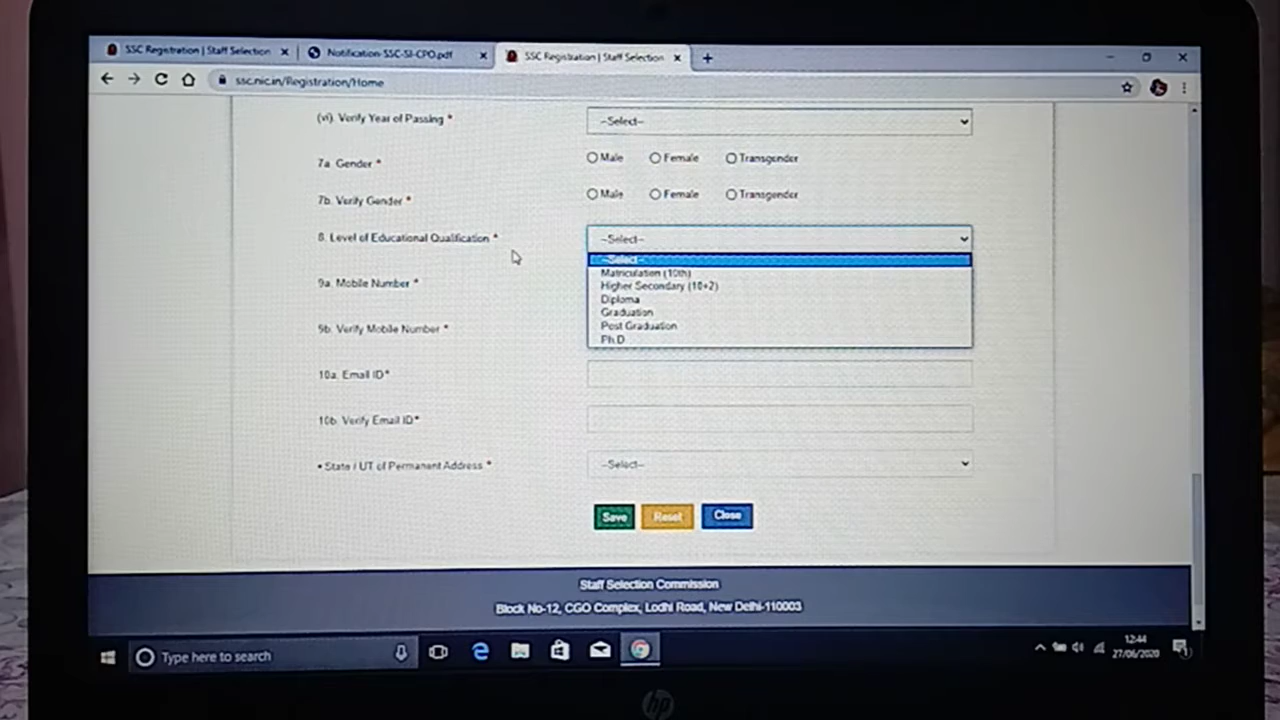 SSC Registration | Staff Selection
Notification-SSC-SI-CPO.pdf
SSC Registration | Staff Selection
ssc.nic.in/Registration/Home
(vi). Verify Year of Passing *
--Select--
7a. Gender *
Male
Female
Transgender
7b. Verify Gender *
Male
Female
Transgender
8. Level of Educational Qualification *
--Select--
--Select--
Matriculation (10th)
Higher Secondary (10+2)
Diploma
Graduation
Post Graduation
Ph.D
9a. Mobile Number *
9b. Verify Mobile Number *
10a. Email ID*
10b. Verify Email ID*
• State / UT of Permanent Address *
--Select--
Save
Reset
Close
Staff Selection Commission
Block No-12, CGO Complex, Lodhi Road, New Delhi-110003
Type here to search
12:44
27/06/2020
hp